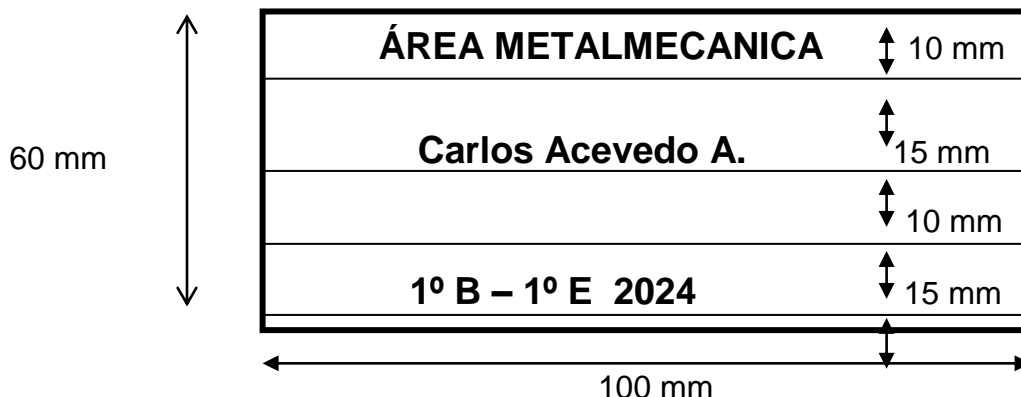 ÁREA METALMECANICA 10 mm
60 mm Carlos Acevedo A. 15 mm
10 mm
1º B – 1º E 2024 15 mm
100 mm